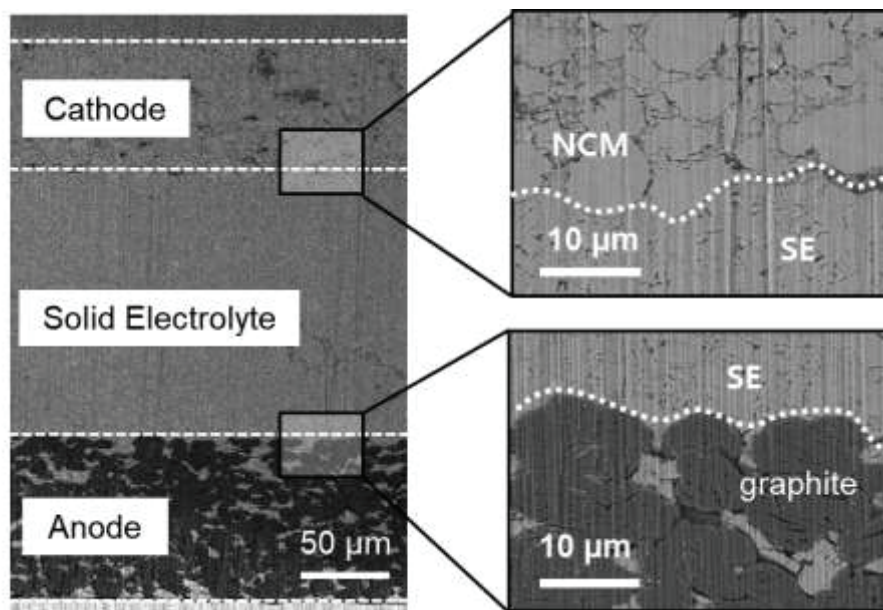 Cathode
Solid Electrolyte
Anode
50 μm
NCM
10 μm
SE
SE
graphite
10 μm